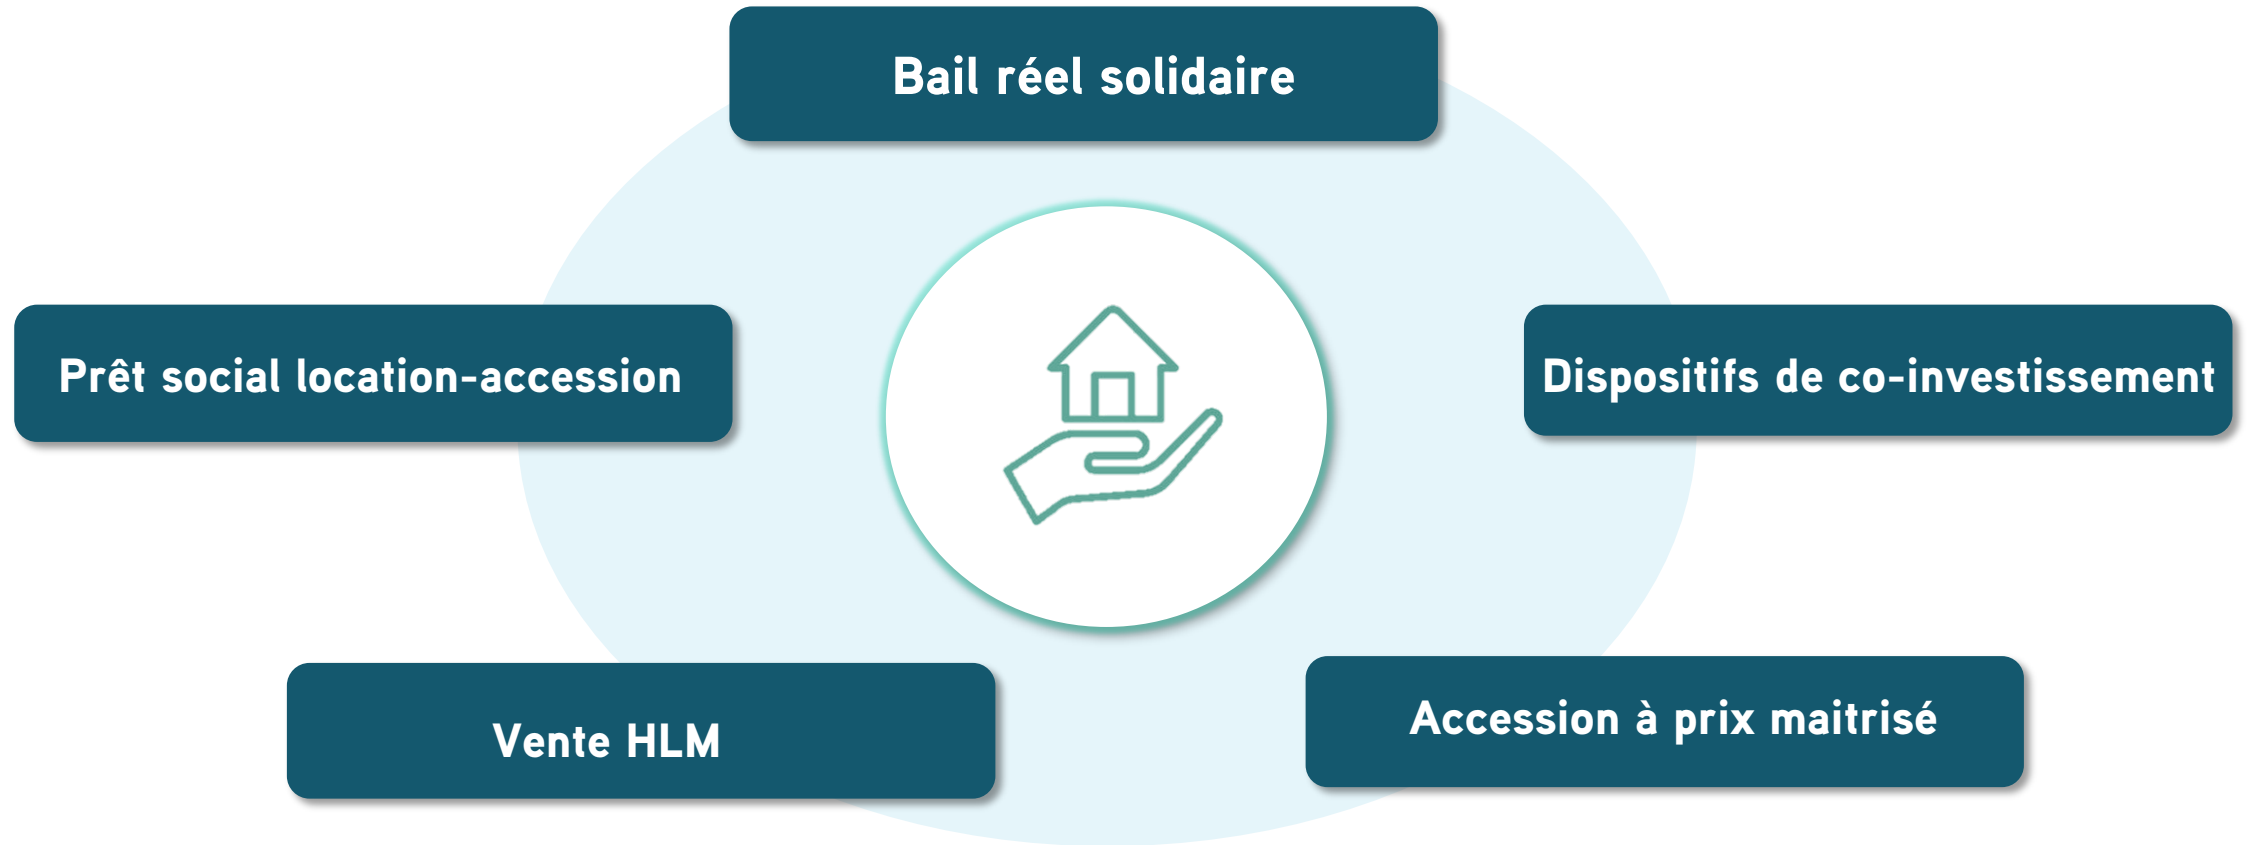 Bail réel solidaire
Prêt social location-accession
Dispositifs de co-investissement
Vente HLM
Accession à prix maitrisé